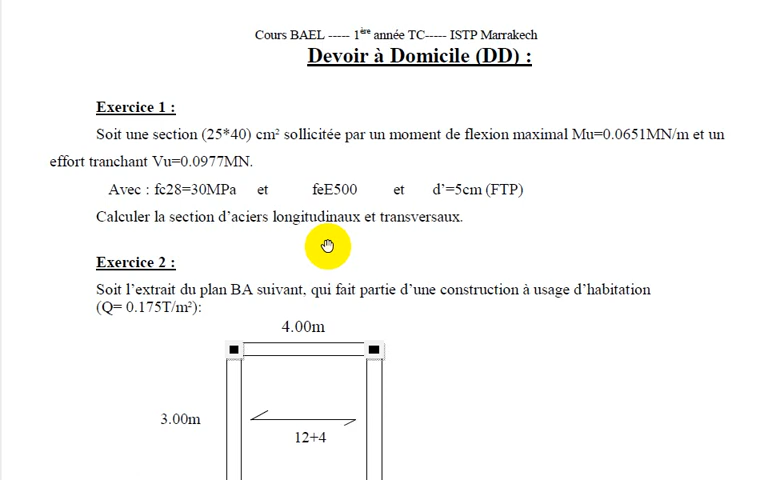 Cours BAEL ----- 1ère année TC----- ISTP Marrakech
Devoir à Domicile (DD) :
Exercice 1 :
Soit une section (25*40) cm² sollicitée par un moment de flexion maximal Mu=0.0651MN/m et un
effort tranchant Vu=0.0977MN.
Avec : fc28=30MPa et feE500 et d’=5cm (FTP)
Calculer la section d’aciers longitudinaux et transversaux.
Exercice 2 :
Soit l’extrait du plan BA suivant, qui fait partie d’une construction à usage d’habitation
(Q= 0.175T/m²):
4.00m
3.00m
12+4